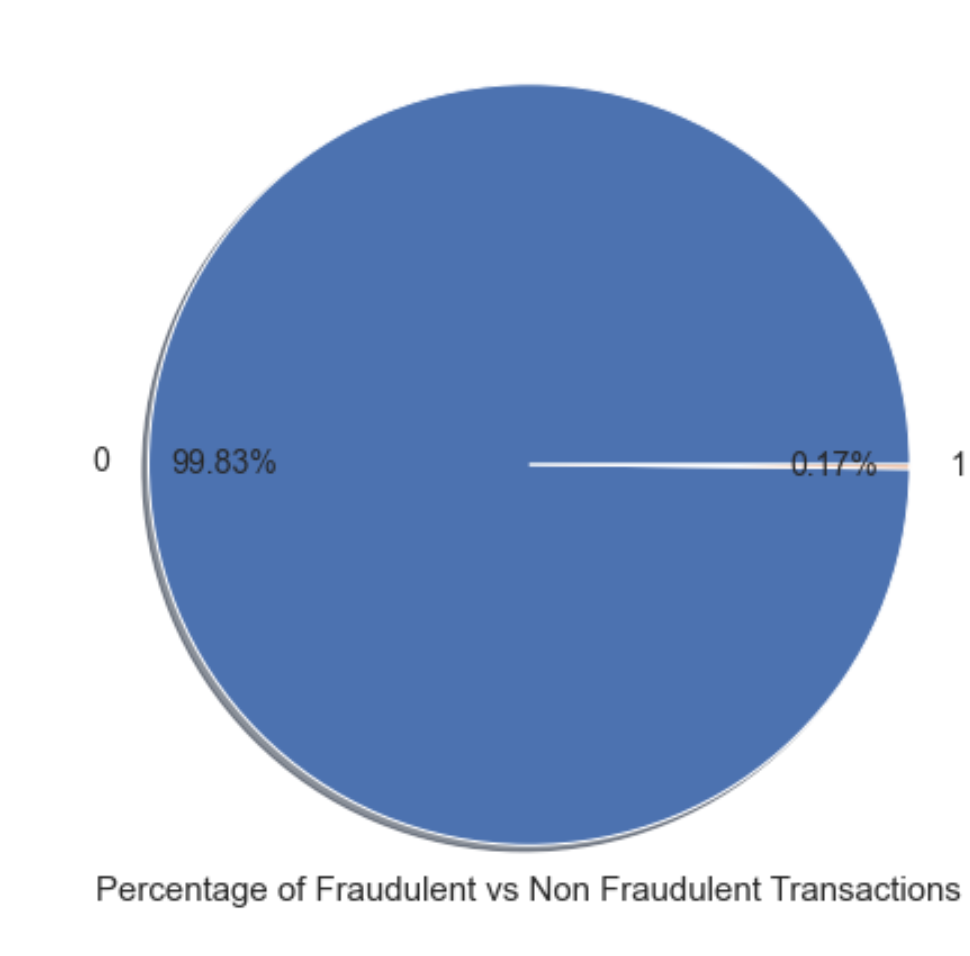 0 99.83% 0.17% 1
Percentage of Fraudulent vs Non Fraudulent Transactions